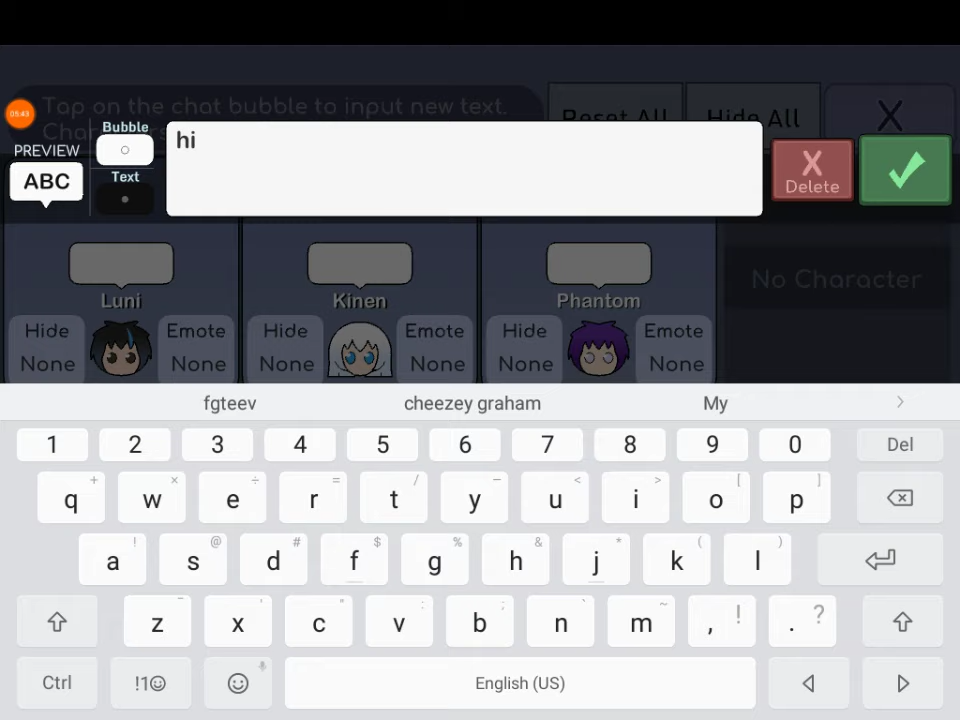 Tap on the chat bubble to input new text.
Reset All
Hide All
X
05:43
PREVIEW
ABC
Bubble
Text
hi
X
Delete
Luni
Kinen
Phantom
No Character
Hide
None
Emote
None
Hide
None
Emote
None
Hide
None
Emote
None
fgteev cheezey graham My
1 2 3 4 5 6 7 8 9 0 Del
+ × ÷ = / − < > [ ]
q w e r t y u i o p
! @ # $ % & * ( )
a s d f g h j k l
- ' " : ; ` ~ ! ?
z x c v b n m , .
Ctrl !1☺ English (US)